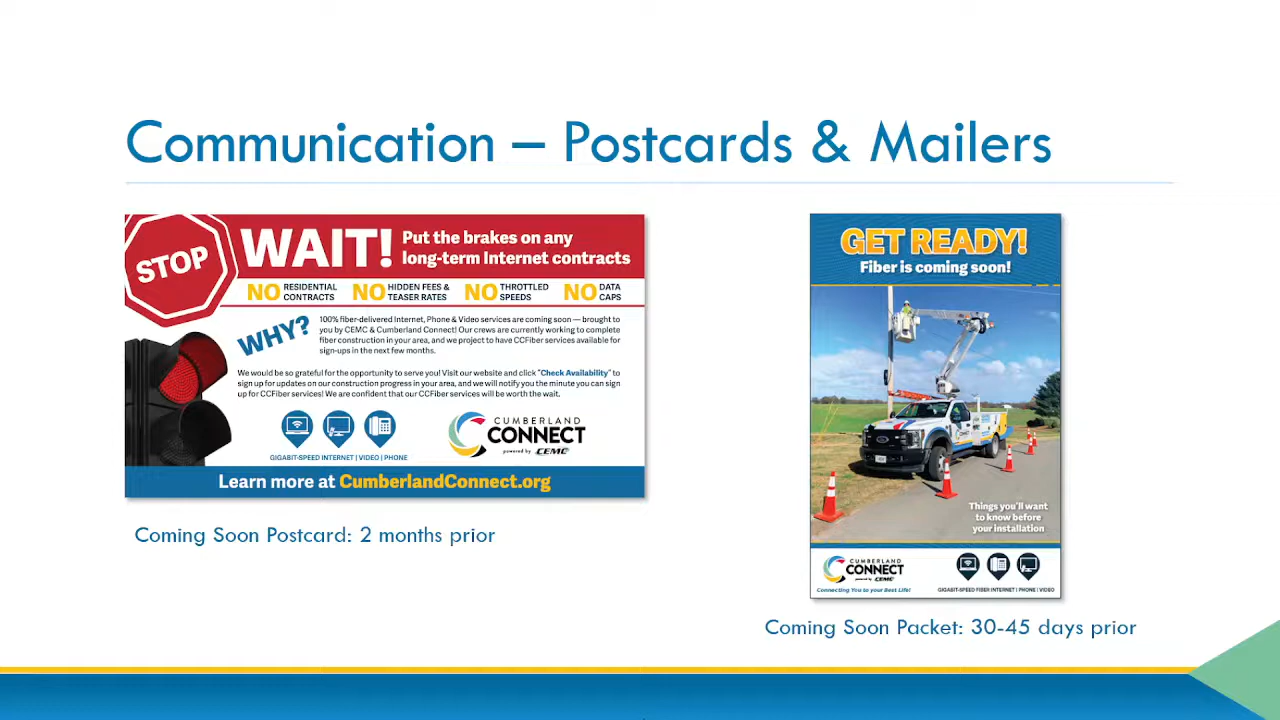 Communication – Postcards & Mailers
STOP
WAIT!
Put the brakes on any
long-term Internet contracts
NO RESIDENTIAL CONTRACTS
NO HIDDEN FEES & TEASER RATES
NO THROTTLED SPEEDS
NO DATA CAPS
WHY?
100% fiber-delivered Internet, Phone & Video services are coming soon — brought to
you by CEMC & Cumberland Connect! Our crews are currently working to complete
fiber construction in your area, and we project to have CCFiber services available for
sign-ups in the next few months.
We would be so grateful for the opportunity to serve you! Visit our website and click "Check Availability" to
sign up for updates on our construction progress in your area, and we will notify you the minute you can sign
up for CCFiber services! We are confident that our CCFiber services will be worth the wait.
GIGABIT-SPEED INTERNET | VIDEO | PHONE
CUMBERLAND
CONNECT
powered by CEMC
Learn more at CumberlandConnect.org
Coming Soon Postcard: 2 months prior
GET READY!
Fiber is coming soon!
Things you'll want
to know before
your installation
CUMBERLAND
CONNECT
powered by CEMC
Connecting You to your Best Life!
GIGABIT-SPEED FIBER INTERNET | PHONE | VIDEO
Coming Soon Packet: 30-45 days prior